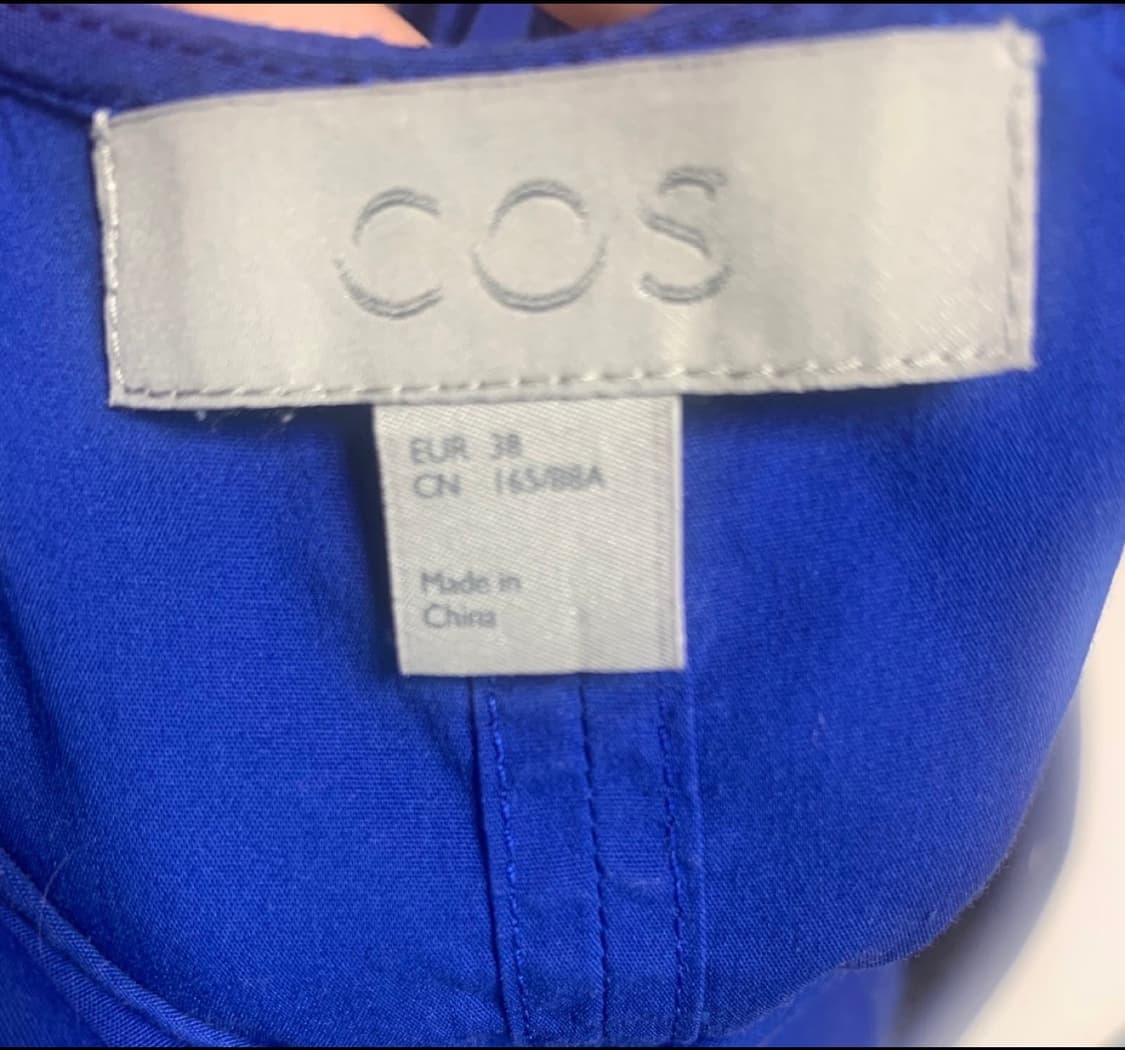 COS
EUR 38
CN 165/88A
Made in
China